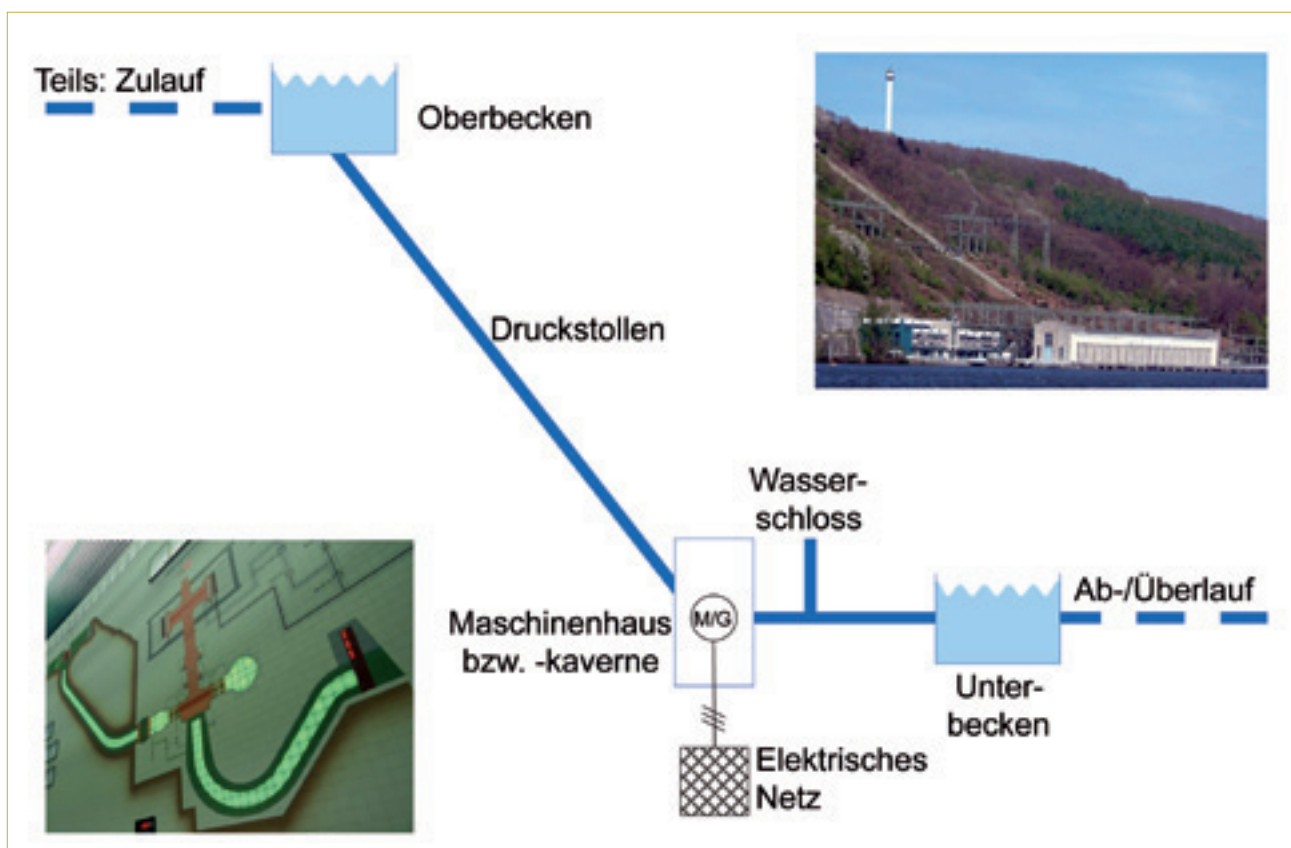 Teils: Zulauf
Oberbecken
Druckstollen
Wasser-
schloss
Ab-/Überlauf
Maschinenhaus
bzw. -kaverne
M/G
Unter-
becken
Elektrisches
Netz